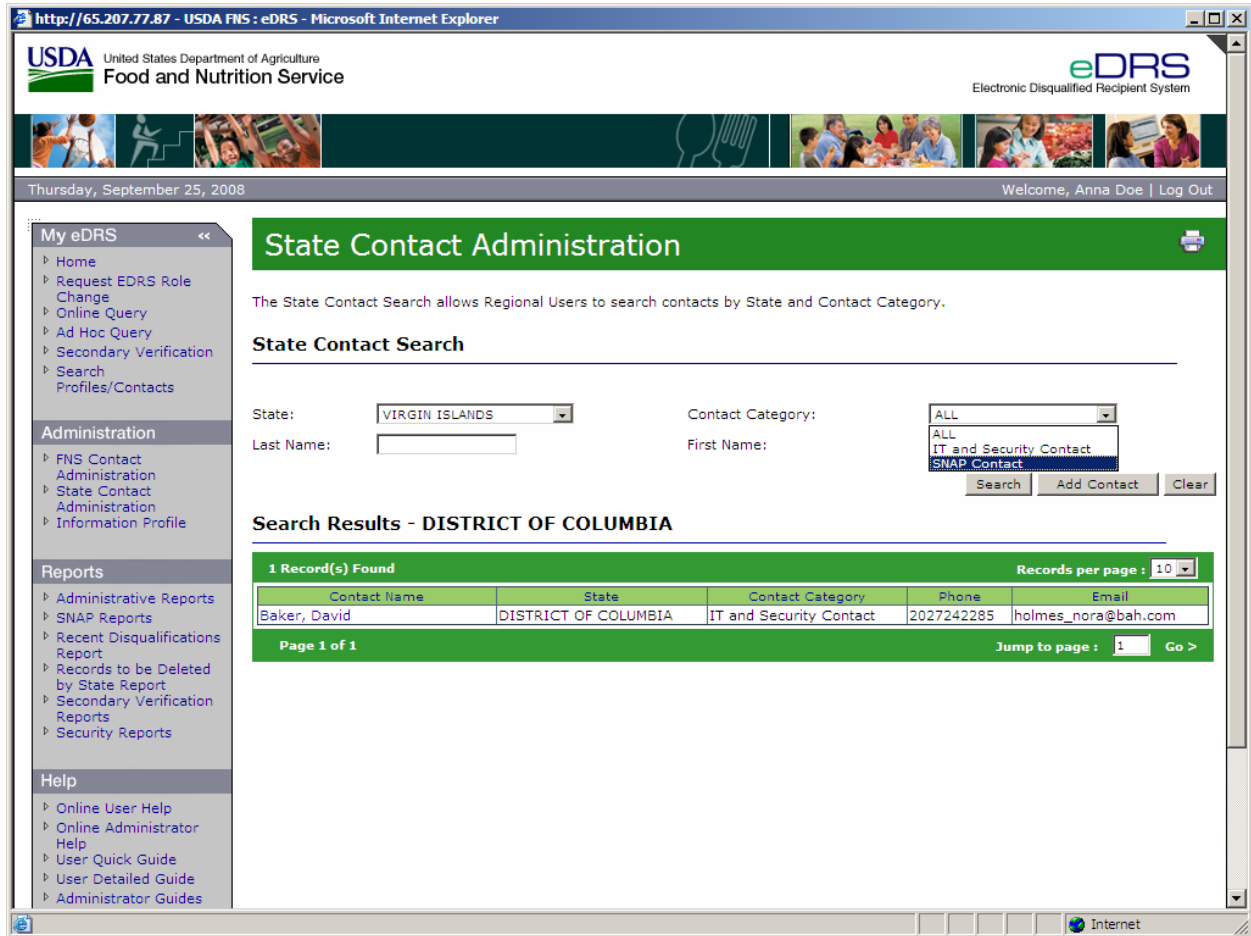 http://65.207.77.87 - USDA FNS : eDRS - Microsoft Internet Explorer
USDA United States Department of Agriculture
Food and Nutrition Service
eDRS
Electronic Disqualified Recipient System
Thursday, September 25, 2008
Welcome, Anna Doe | Log Out
My eDRS <<
Home
Request EDRS Role
Change
Online Query
Ad Hoc Query
Secondary Verification
Search
Profiles/Contacts
Administration
FNS Contact
Administration
State Contact
Administration
Information Profile
Reports
Administrative Reports
SNAP Reports
Recent Disqualifications
Report
Records to be Deleted
by State Report
Secondary Verification
Reports
Security Reports
Help
Online User Help
Online Administrator
Help
User Quick Guide
User Detailed Guide
Administrator Guides
State Contact Administration
The State Contact Search allows Regional Users to search contacts by State and Contact Category.
State Contact Search
State: VIRGIN ISLANDS Contact Category: ALL
ALL
IT and Security Contact
SNAP Contact
Last Name: First Name:
Search Add Contact Clear
Search Results - DISTRICT OF COLUMBIA
1 Record(s) Found Records per page : 10
Contact Name State Contact Category Phone Email
Baker, David DISTRICT OF COLUMBIA IT and Security Contact 2027242285 holmes_nora@bah.com
Page 1 of 1 Jump to page : 1 Go >
Internet